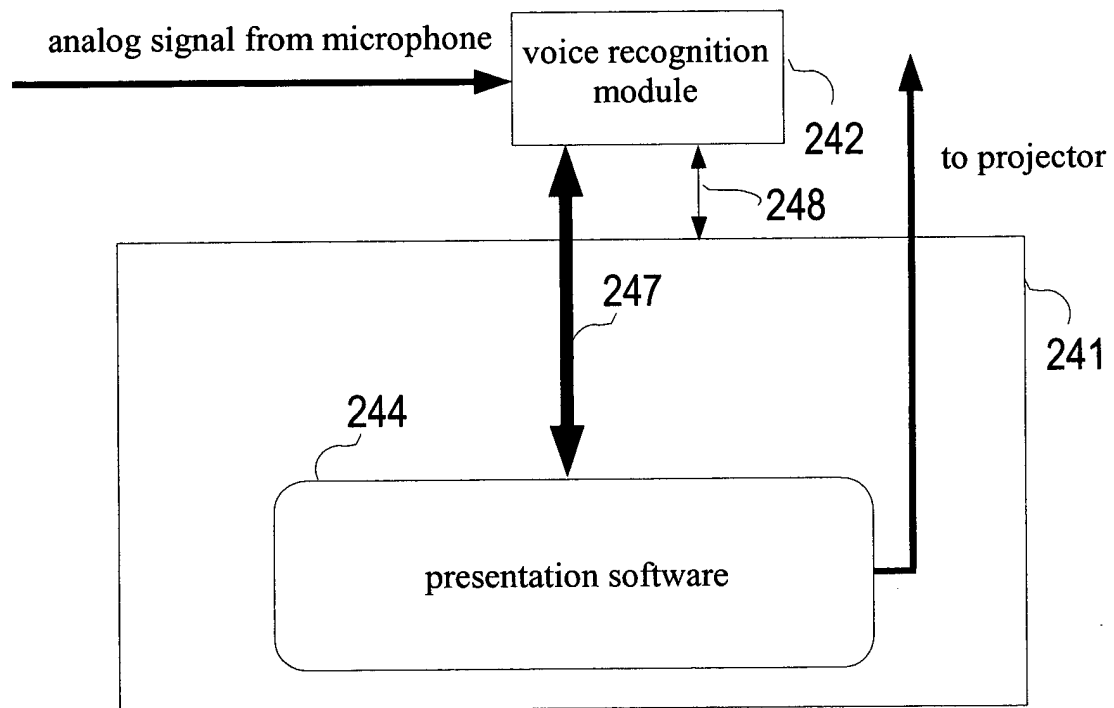 analog signal from microphone
voice recognition
module
242
to projector
248
247
241
244
presentation software